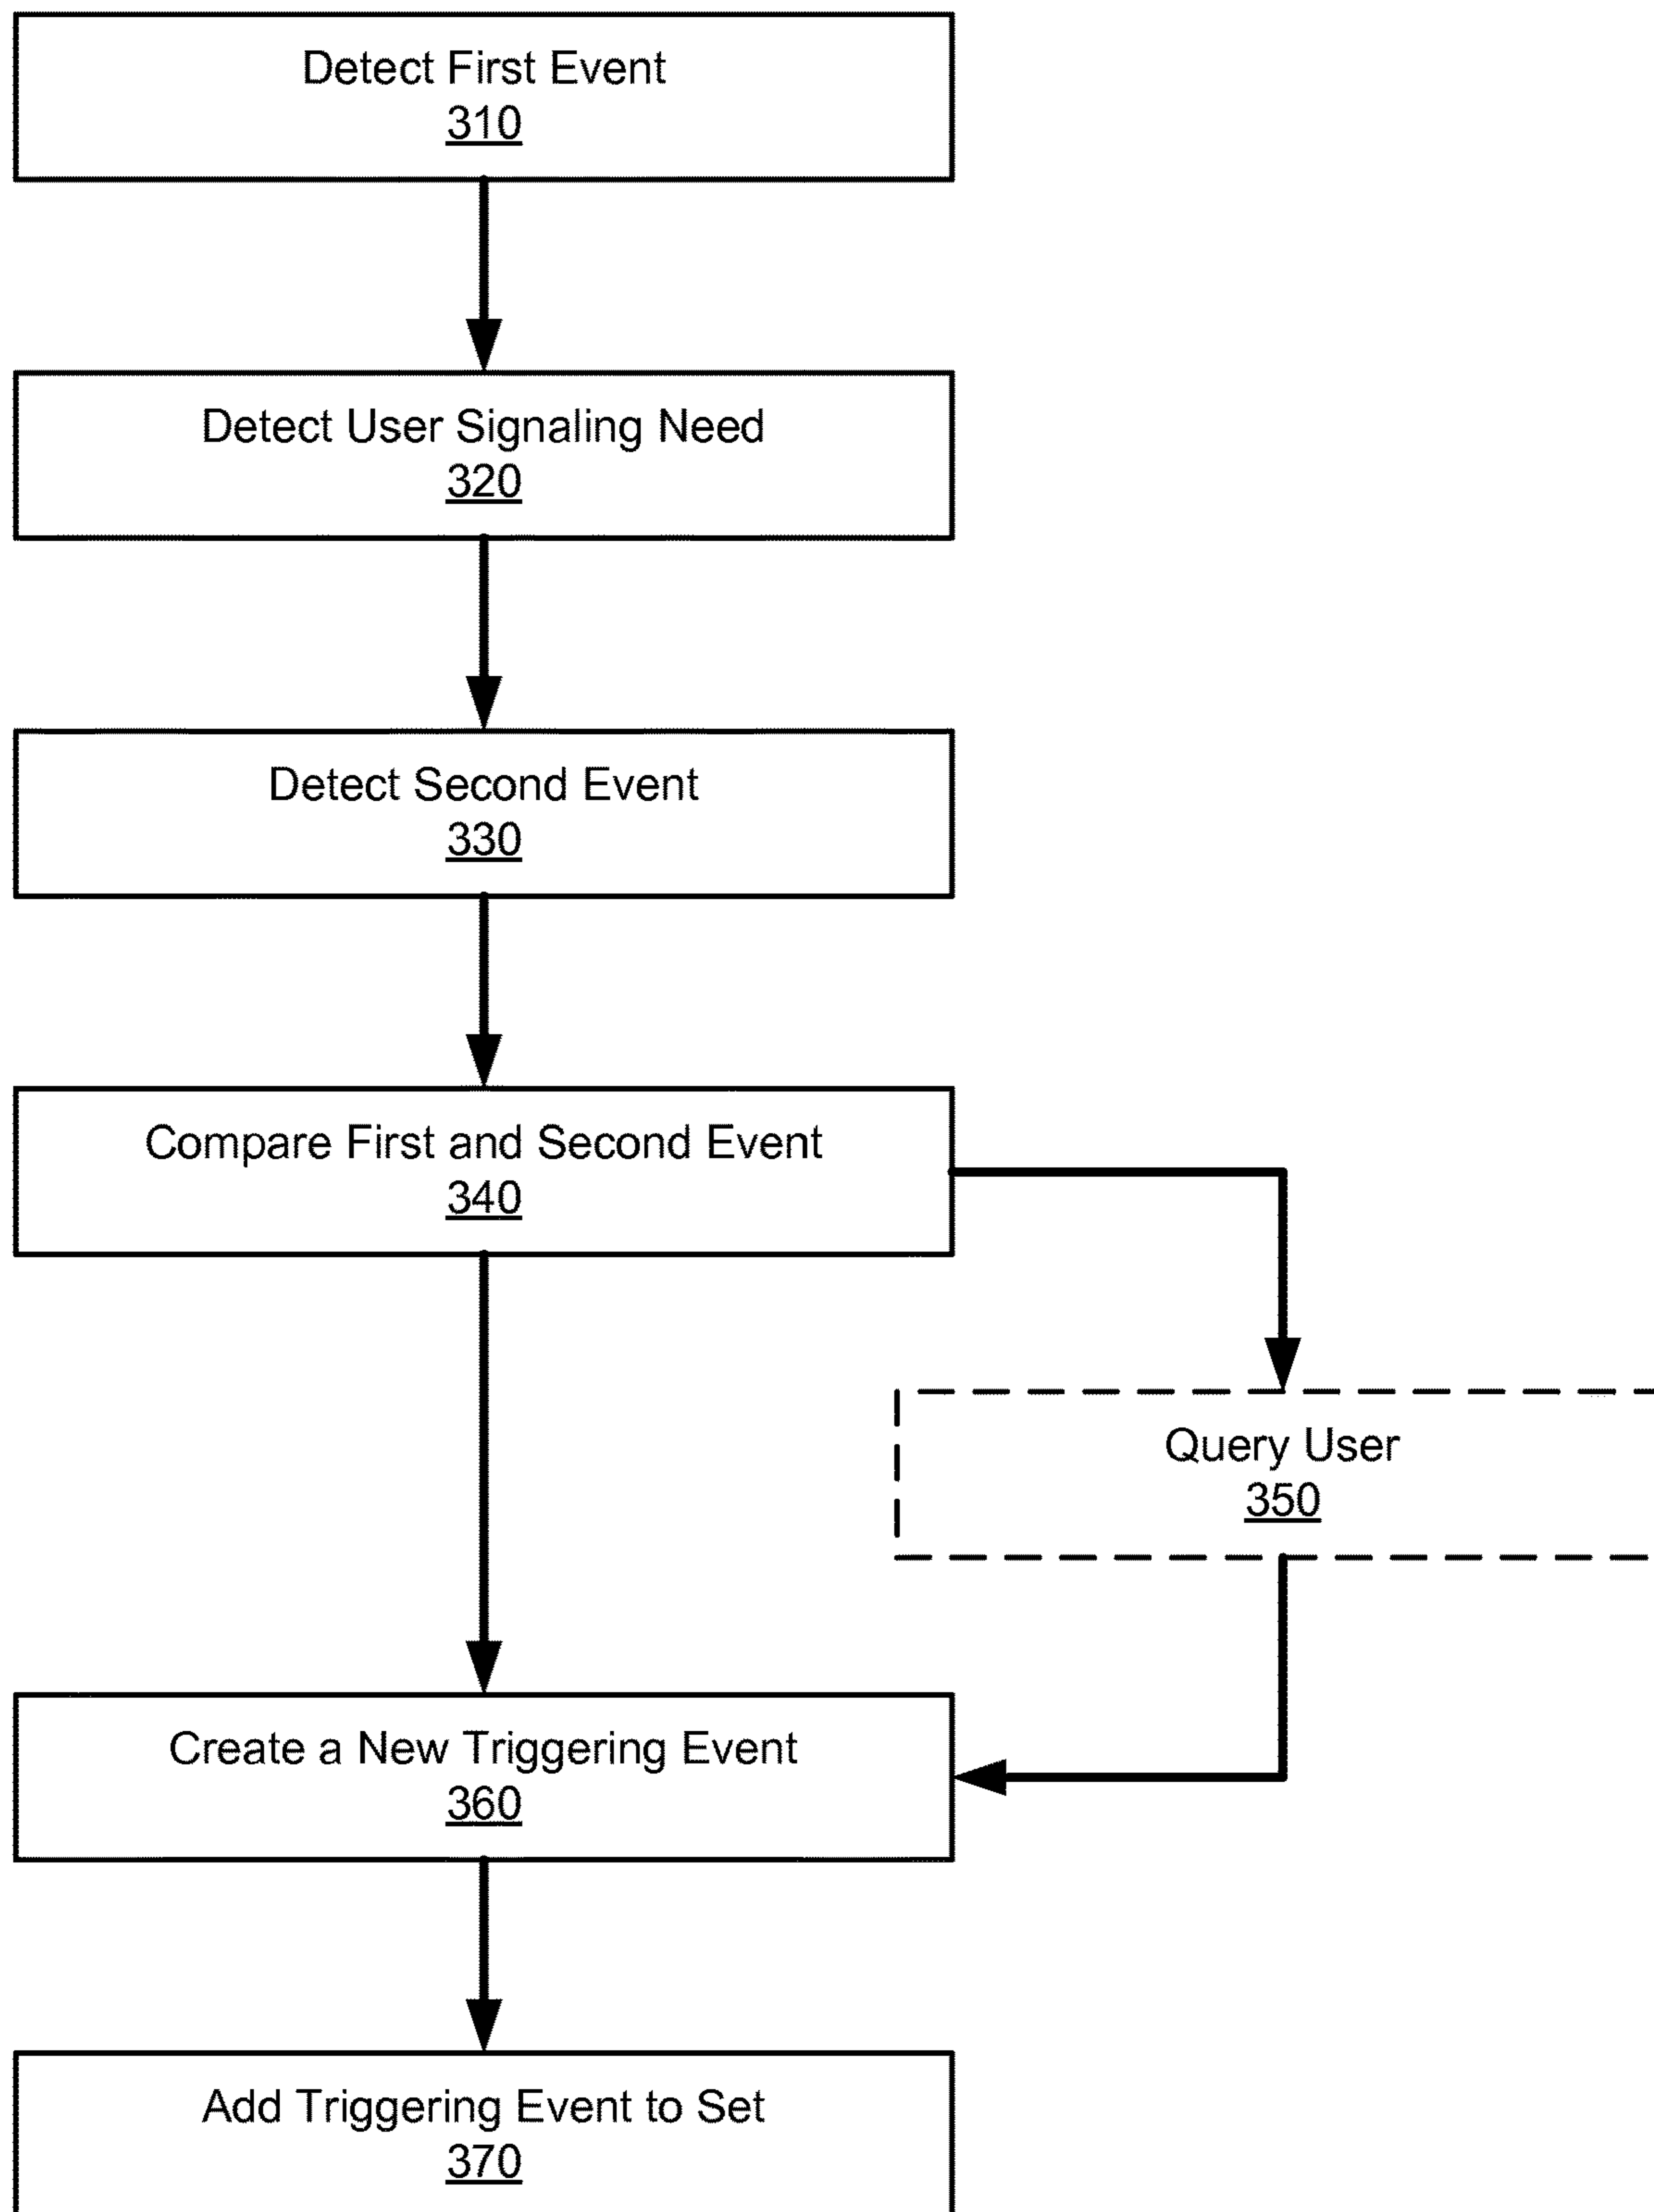 Detect First Event
310
Detect User Signaling Need
320
Detect Second Event
330
Compare First and Second Event
340
Query User
350
Create a New Triggering Event
360
Add Triggering Event to Set
370